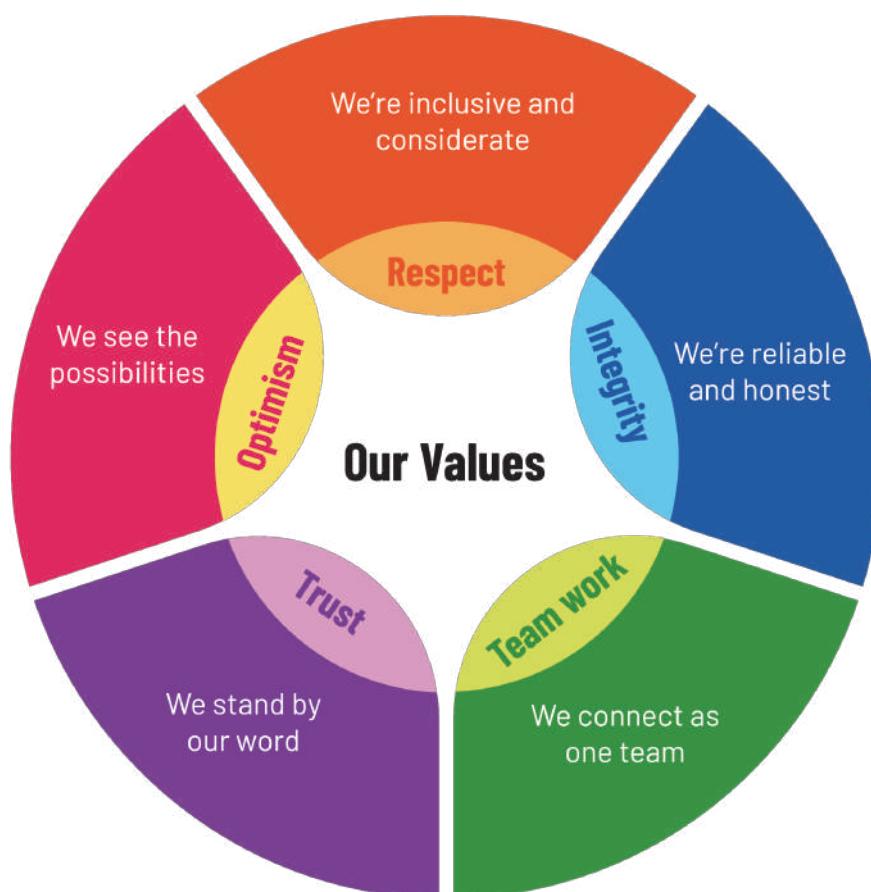 We're inclusive and
considerate
Respect
We're reliable
and honest
Integrity
We connect as
one team
Team work
We stand by
our word
Trust
We see the
possibilities
Optimism
Our Values